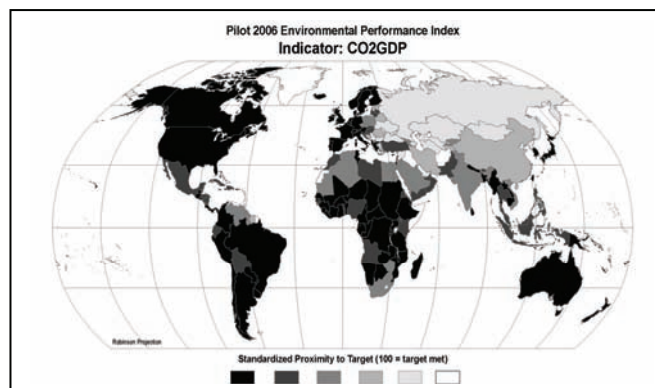 Pilot 2006 Environmental Performance Index
Indicator: CO2GDP
Robinson Projection
Standardized Proximity to Target (100 = target met)